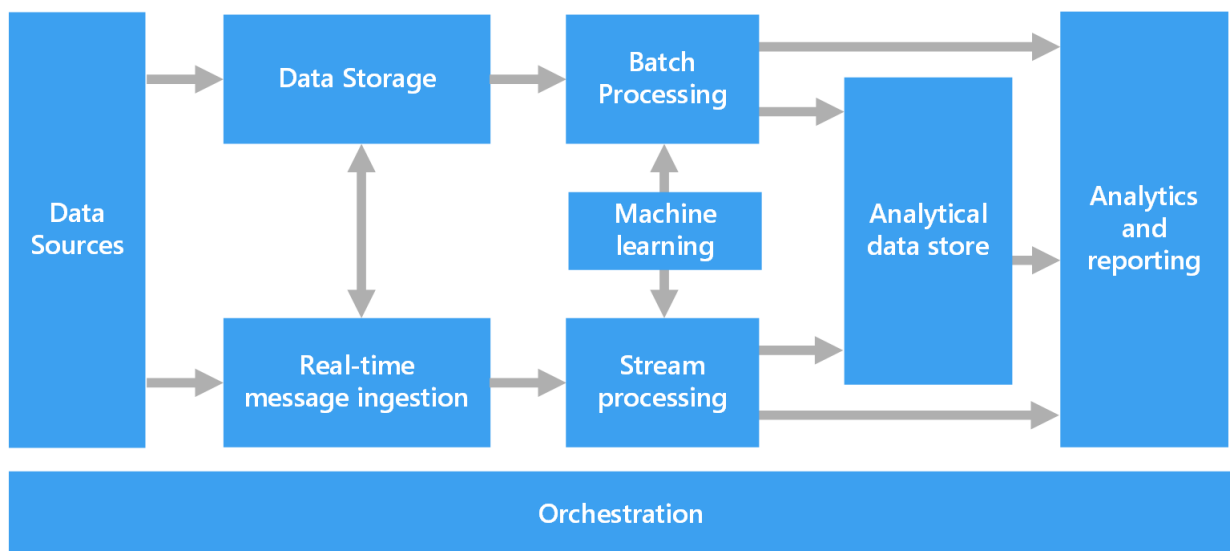 Data
Sources
Data Storage
Real-time
message ingestion
Batch
Processing
Machine
learning
Stream
processing
Analytical
data store
Analytics
and
reporting
Orchestration